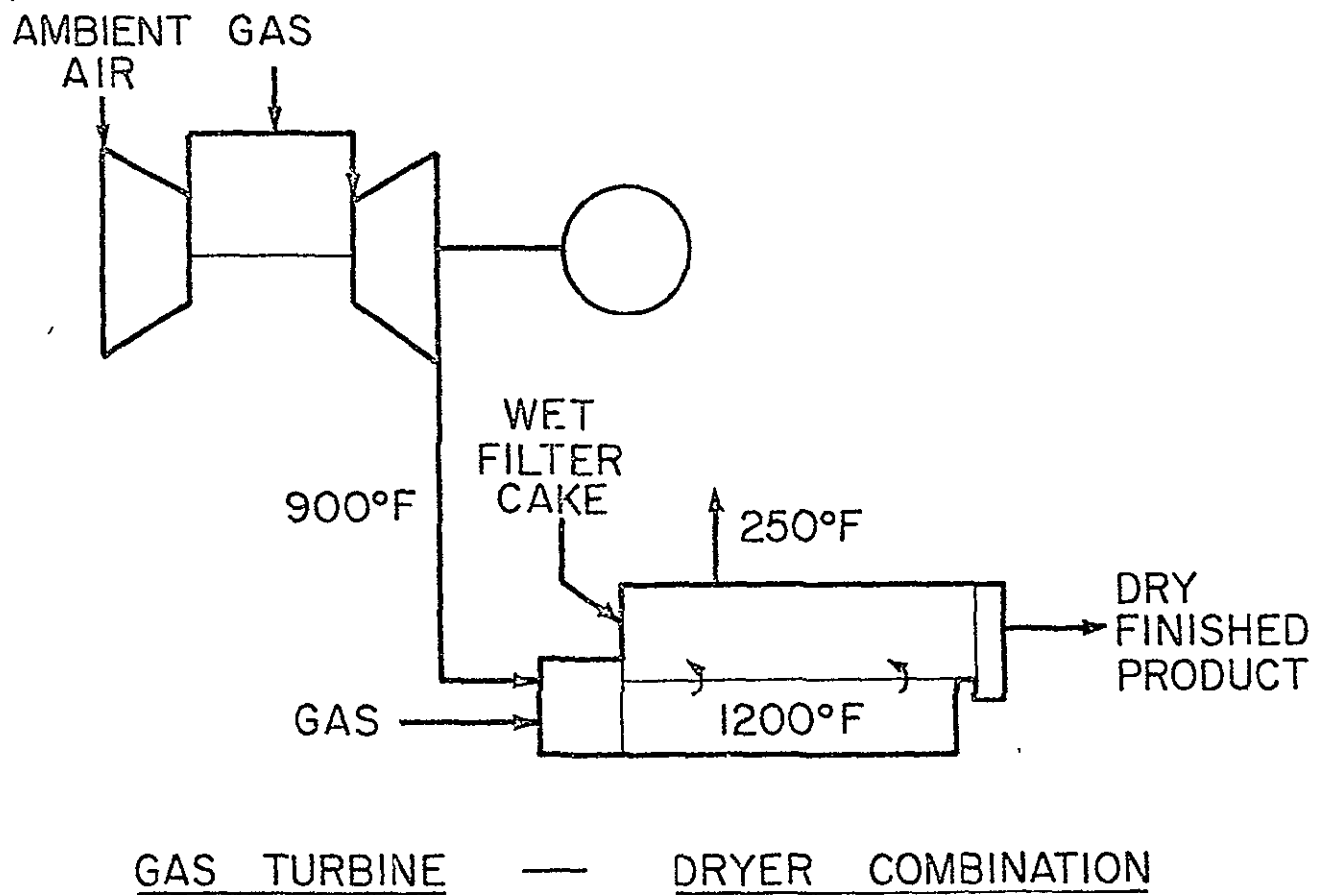 AMBIENT GAS
AIR
WET
FILTER
CAKE
900°F
250°F
DRY
FINISHED
PRODUCT
GAS
1200°F
GAS TURBINE — DRYER COMBINATION